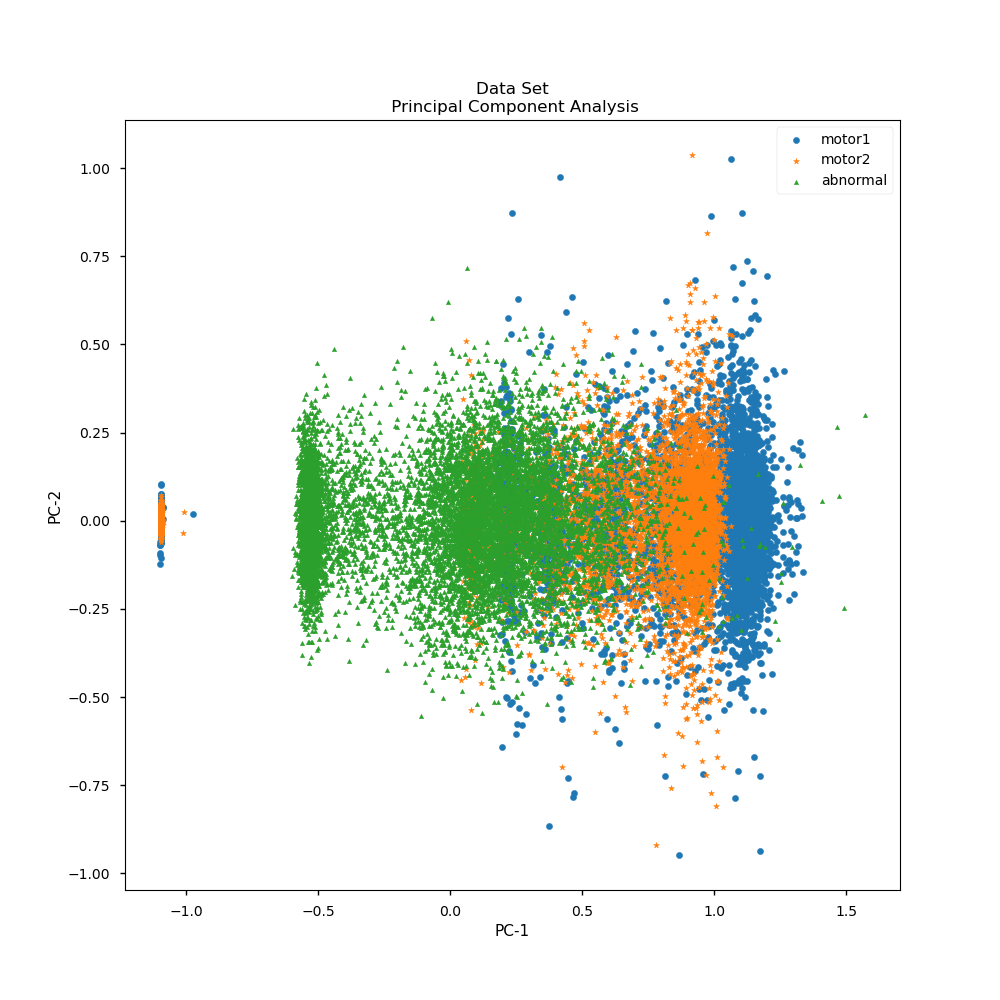 Data Set
Principal Component Analysis
motor1
motor2
abnormal
1.00
0.75
0.50
0.25
0.00
−0.25
−0.50
−0.75
−1.00
PC-2
−1.0
−0.5
0.0
0.5
1.0
1.5
PC-1